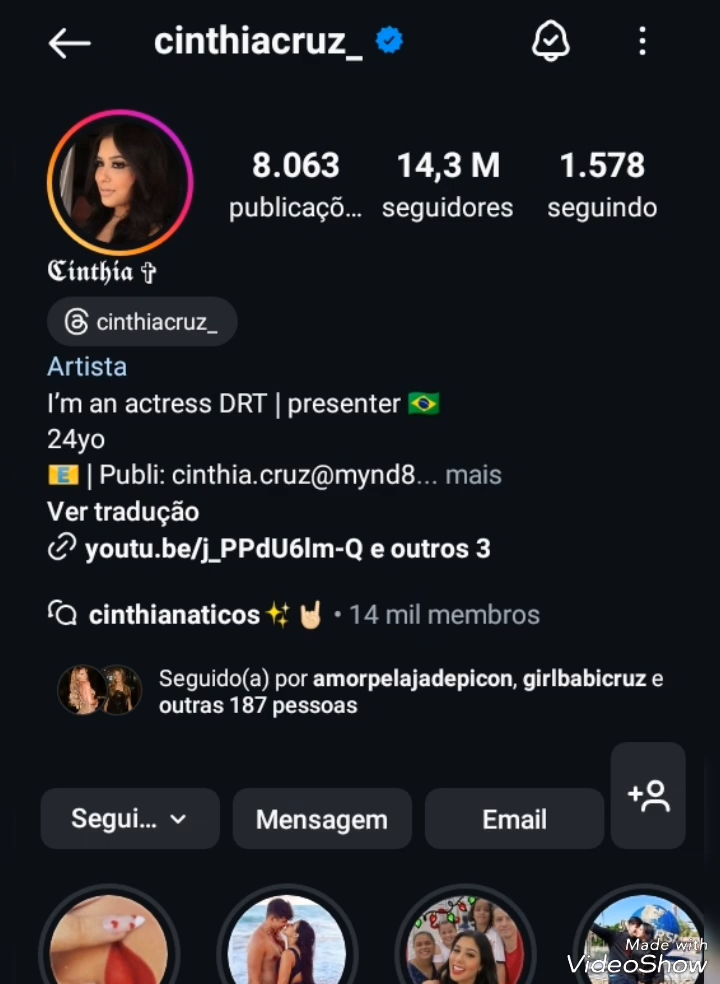 cinthiacruz_
8.063 14,3 M 1.578
publicaçõ... seguidores seguindo
ℭ𝔦𝔫𝔱𝔥𝔦𝔞 ✞
cinthiacruz_
Artista
I'm an actress DRT | presenter 🇧🇷
24yo
📧 | Publi: cinthia.cruz@mynd8... mais
Ver tradução
youtu.be/j_PPdU6lm-Q e outros 3
cinthianaticos✨🤘🏻 • 14 mil membros
Seguido(a) por amorpelajadepicon, girlbabicruz e
outras 187 pessoas
Segui... Mensagem Email
Made with
VideoShow